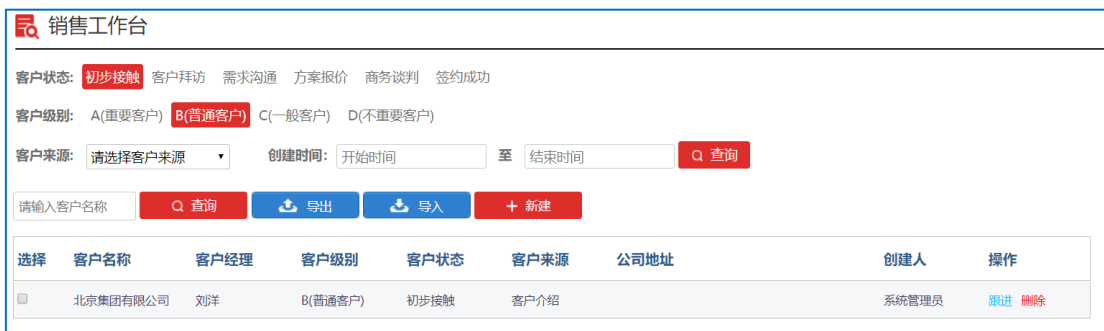 销售工作台
客户状态: 初步接触 客户拜访 需求沟通 方案报价 商务谈判 签约成功
客户级别: A(重要客户) B(普通客户) C(一般客户) D(不重要客户)
客户来源: 请选择客户来源 创建时间: 开始时间 至 结束时间 查询
请输入客户名称 查询 导出 导入 新建
选择 客户名称 客户经理 客户级别 客户状态 客户来源 公司地址 创建人 操作
北京集团有限公司 刘洋 B(普通客户) 初步接触 客户介绍 系统管理员 跟进 删除